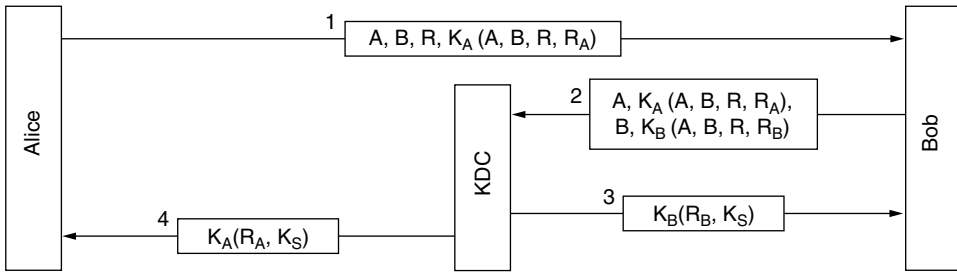 Alice
1
A, B, R, K_A (A, B, R, R_A)
2
A, K_A (A, B, R, R_A),
B, K_B (A, B, R, R_B)
KDC
Bob
3
K_B(R_B, K_S)
4
K_A(R_A, K_S)